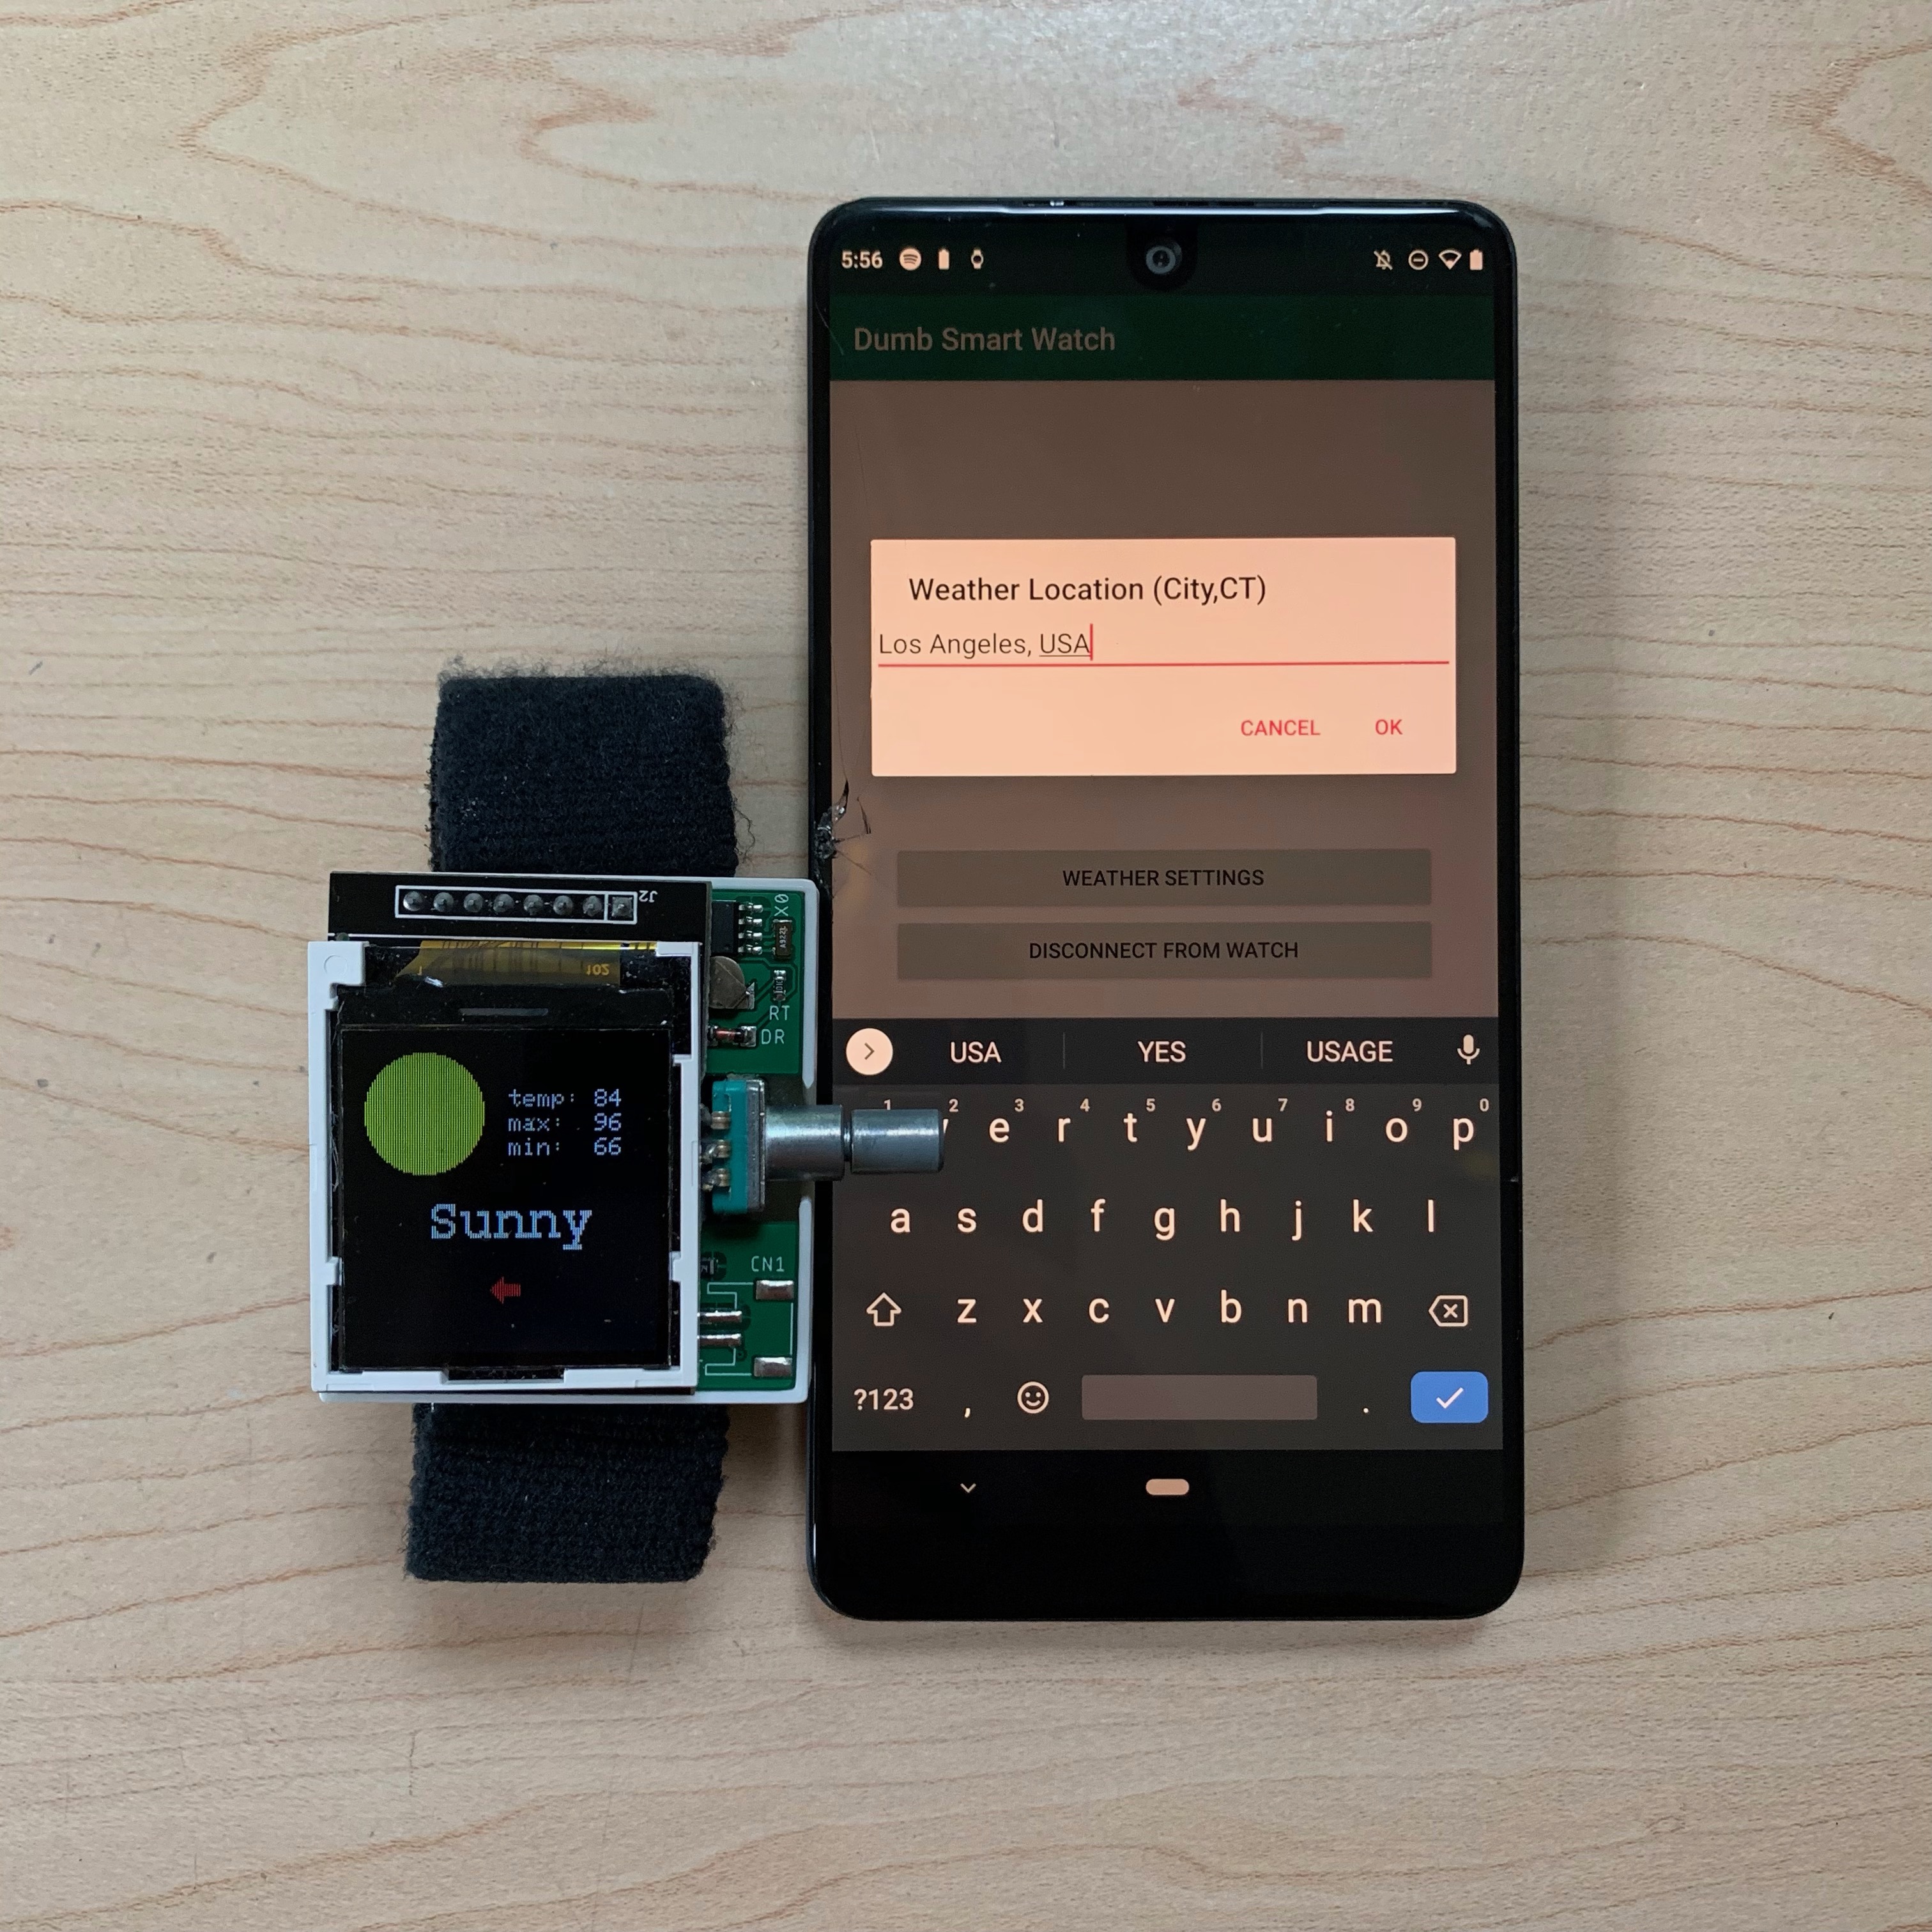 5:56
Dumb Smart Watch
Weather Location (City,CT)
Los Angeles, USA
CANCEL OK
WEATHER SETTINGS
DISCONNECT FROM WATCH
USA YES USAGE
1 2 3 4 5 6 7 8 9 0
e r t y u i o p
a s d f g h j k l
z x c v b n m
?123 , .
J2
X0
102
RT
DR
temp: 84
max: 96
min: 66
Sunny
CN1